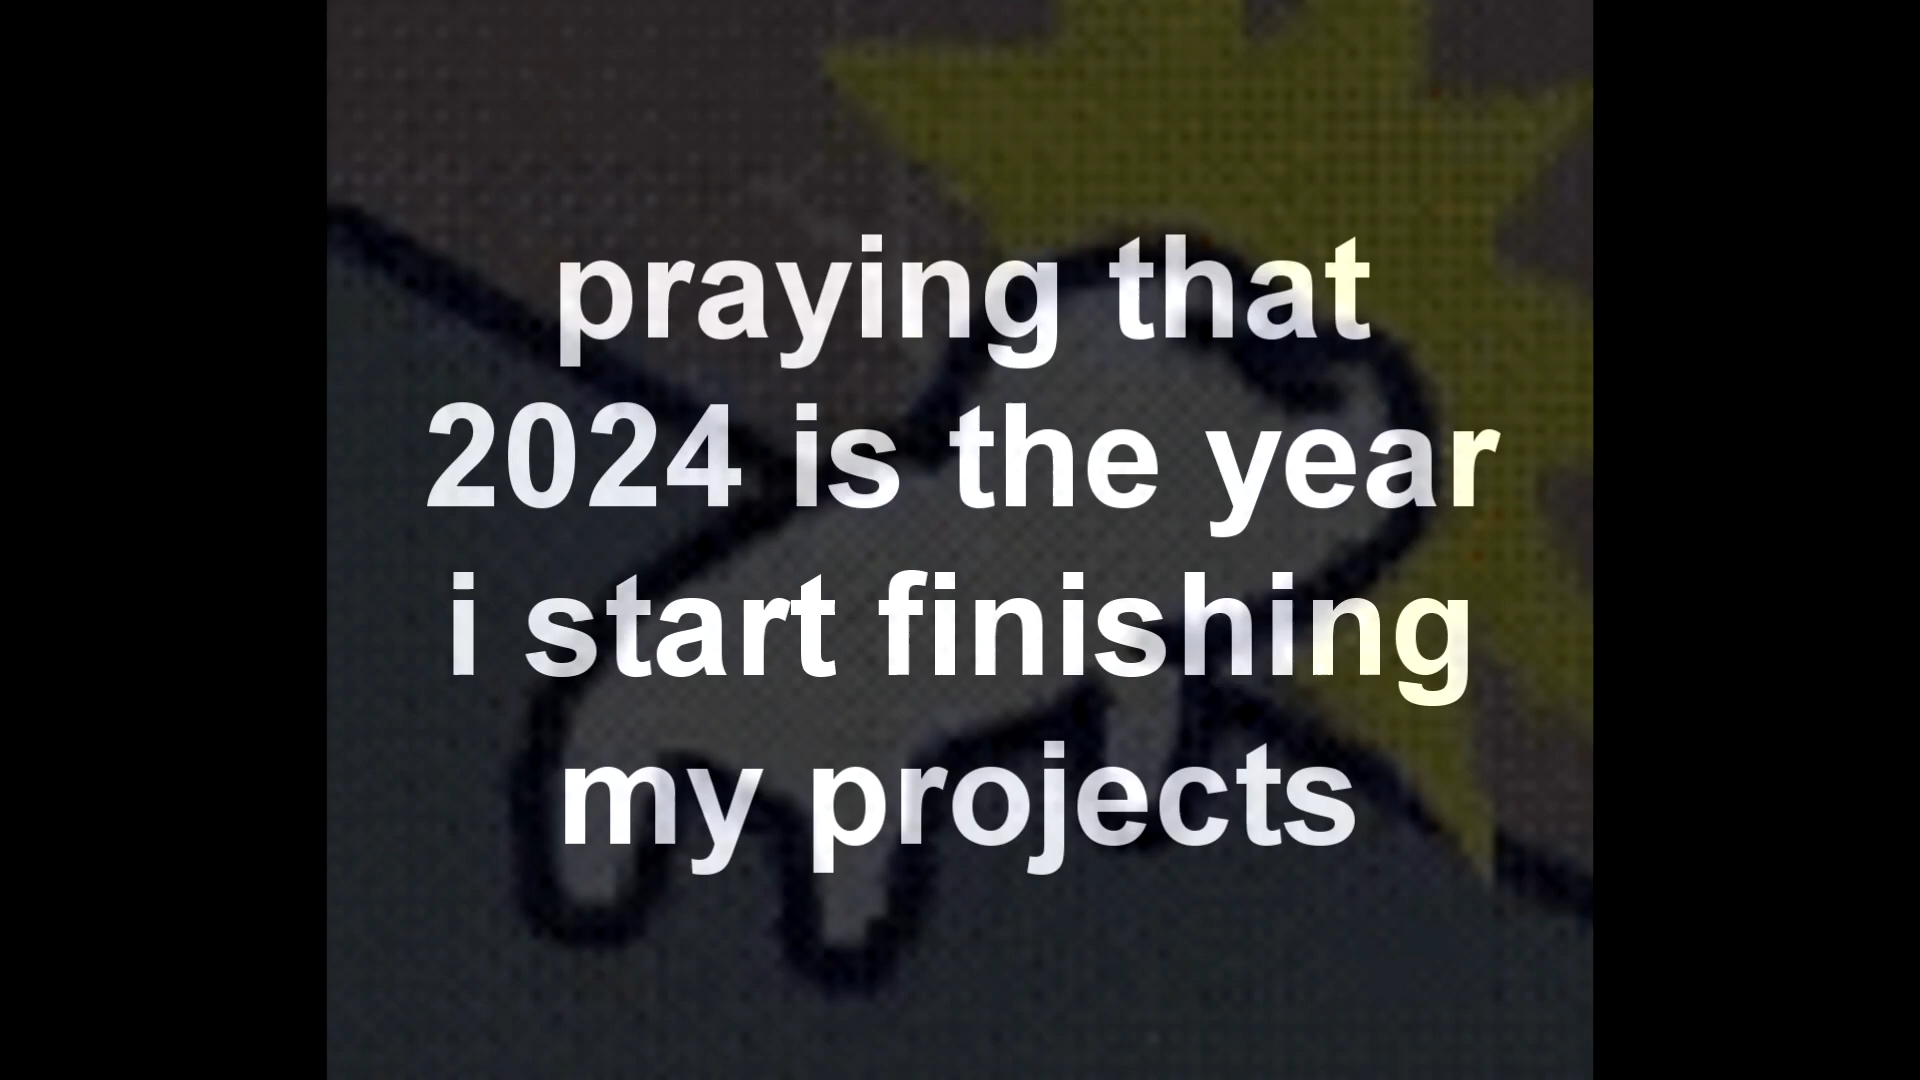 praying that
2024 is the year
i start finishing
my projects